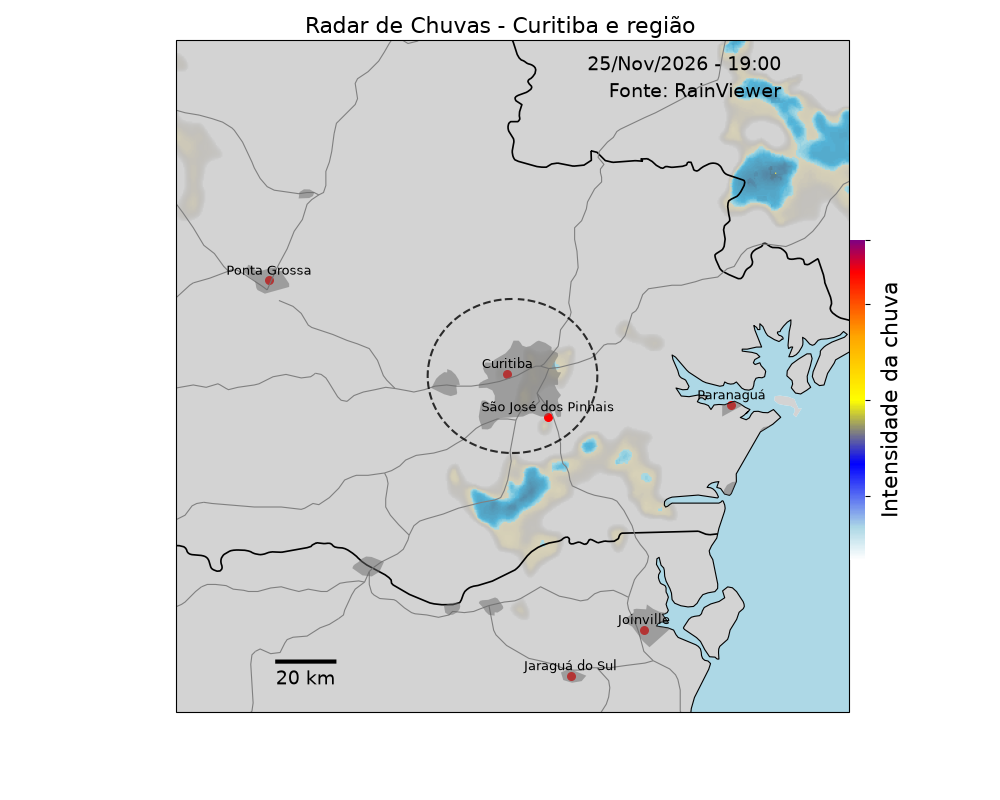 Radar de Chuvas - Curitiba e região
25/Nov/2026 - 19:00
Fonte: RainViewer
Ponta Grossa
Curitiba
Paranaguá
São José dos Pinhais
Intensidade da chuva
Joinville
Jaraguá do Sul
20 km